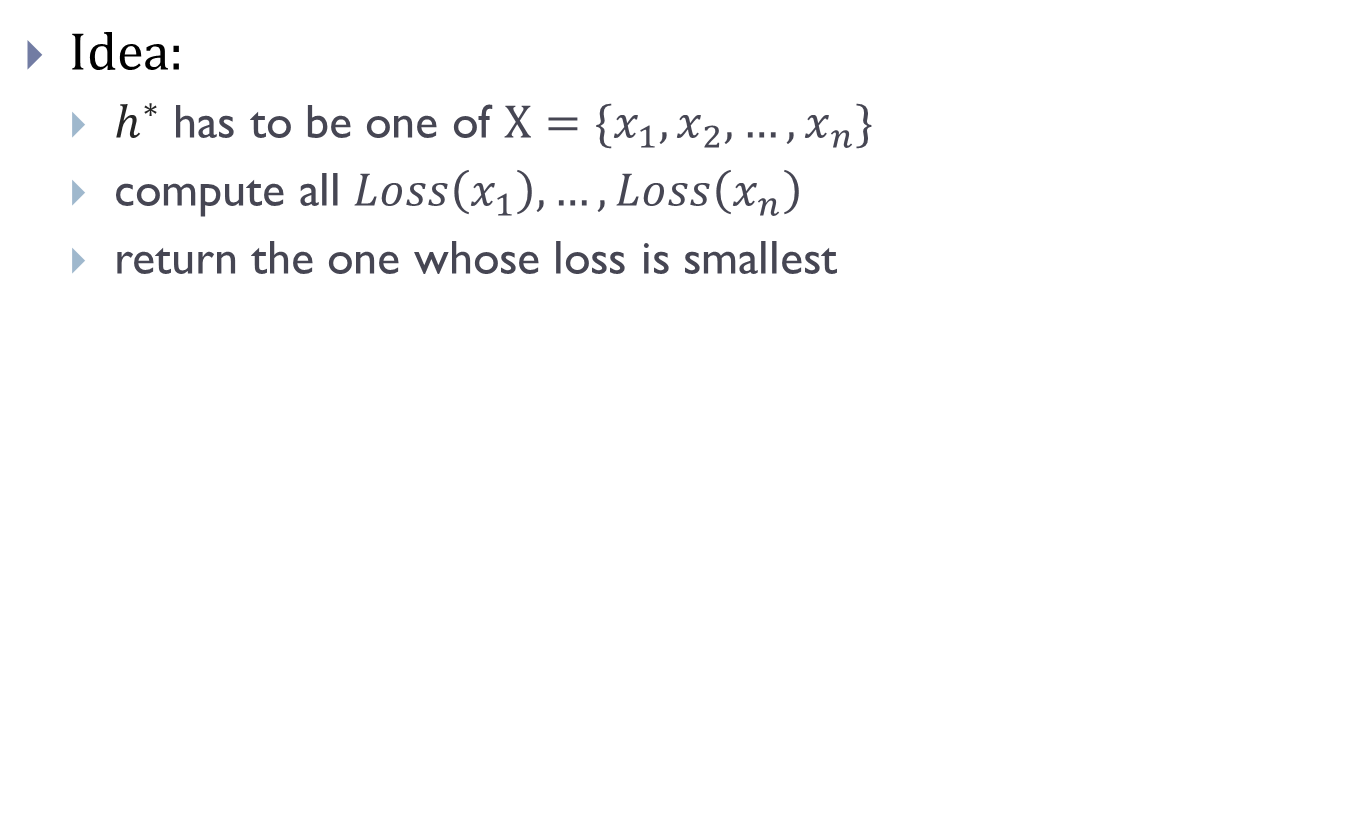 Idea:
h* has to be one of X = {x₁, x₂, … , xₙ}
compute all Loss(x₁), … , Loss(xₙ)
return the one whose loss is smallest